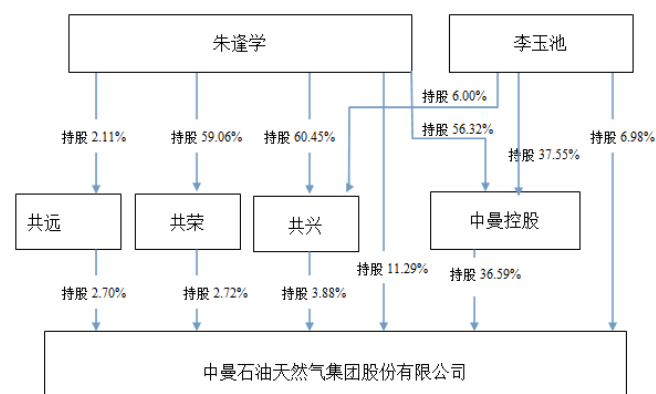 朱逢学
李玉池
持股 6.00%
持股 2.11%
持股 59.06%
持股 60.45%
持股 56.32%
持股 37.55%
持股 6.98%
共远
共荣
共兴
中曼控股
持股 2.70%
持股 2.72%
持股 3.88%
持股 11.29%
持股 36.59%
中曼石油天然气集团股份有限公司